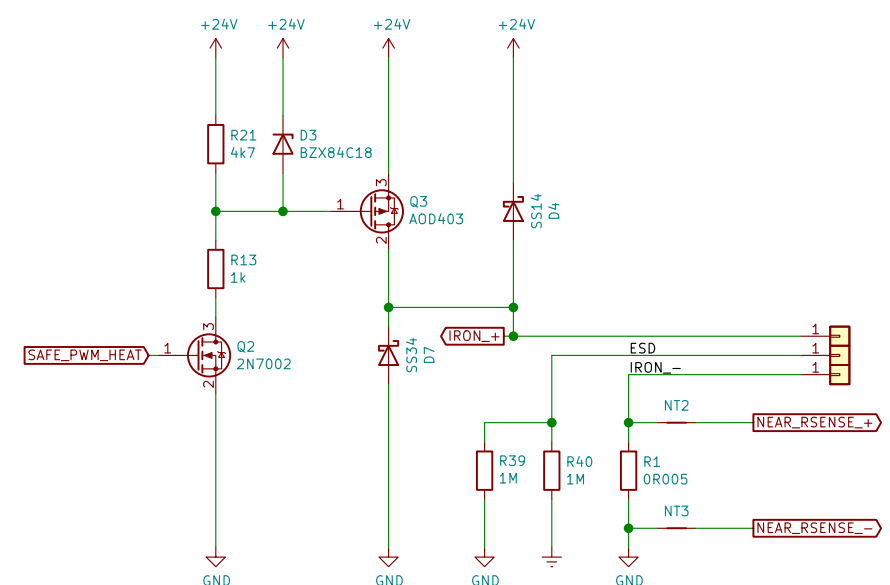 +24V
+24V
+24V
+24V
R21
4k7
D3
BZX84C18
3
1
Q3
AOD403
2
SS14
D4
R13
1k
3
SAFE_PWM_HEAT
1
Q2
2N7002
2
SS34
D7
IRON_+
1
ESD
1
IRON_-
1
NT2
NEAR_RSENSE_+
R39
1M
R40
1M
R1
0R005
NT3
NEAR_RSENSE_-
GND
GND
GND
GND